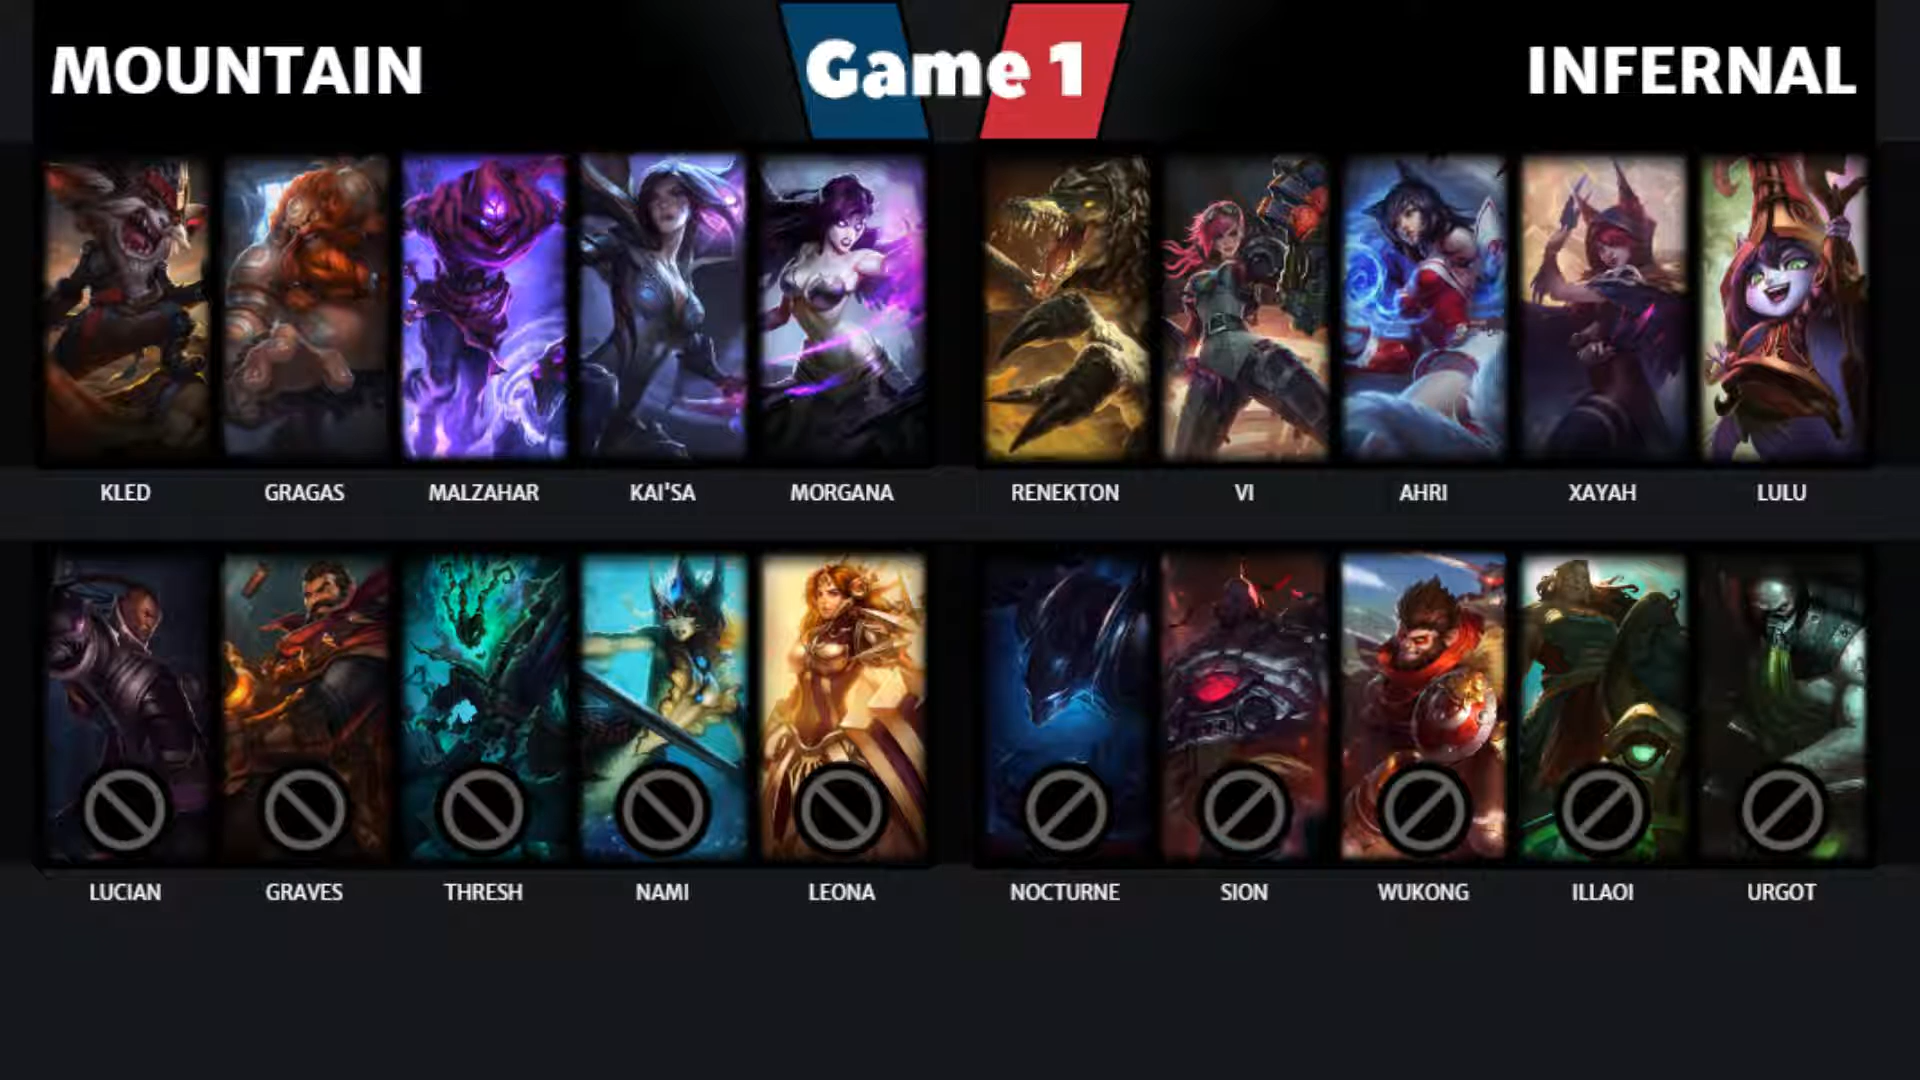 MOUNTAIN
Game 1
INFERNAL
KLED
GRAGAS
MALZAHAR
KAI'SA
MORGANA
RENEKTON
VI
AHRI
XAYAH
LULU
LUCIAN
GRAVES
THRESH
NAMI
LEONA
NOCTURNE
SION
WUKONG
ILLAOI
URGOT